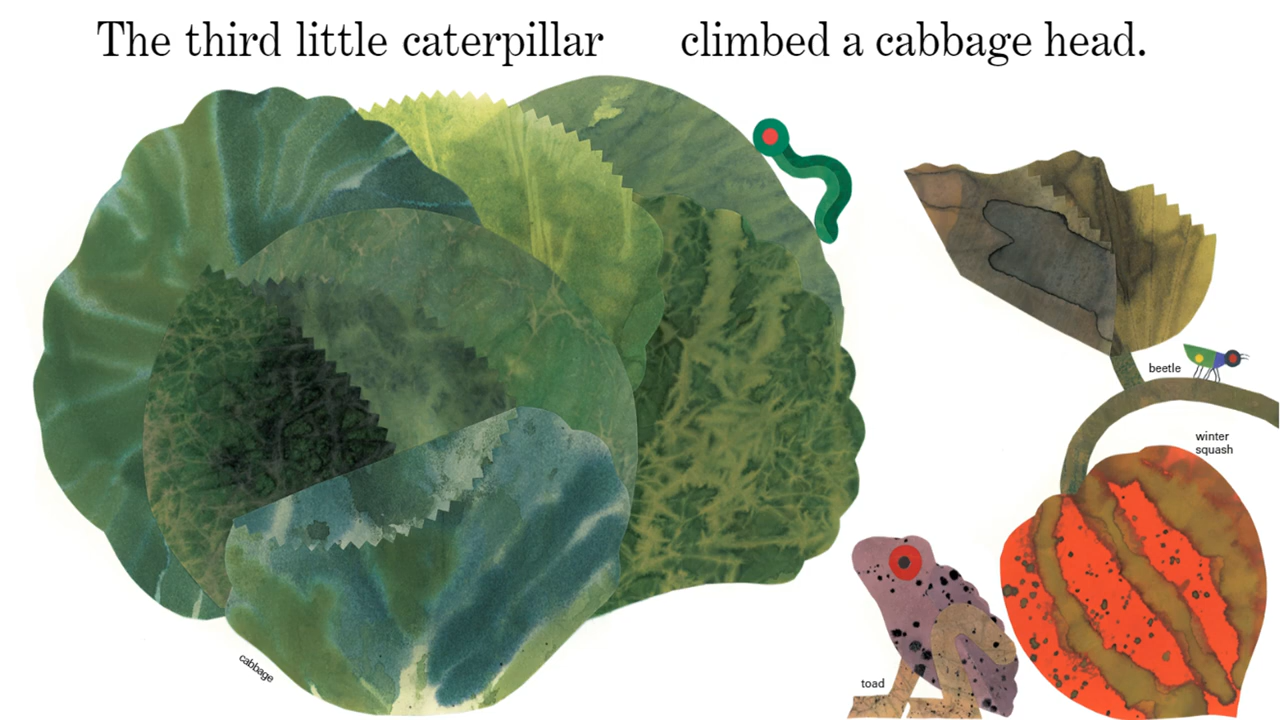 The third little caterpillar climbed a cabbage head.
beetle
winter
squash
toad
cabbage